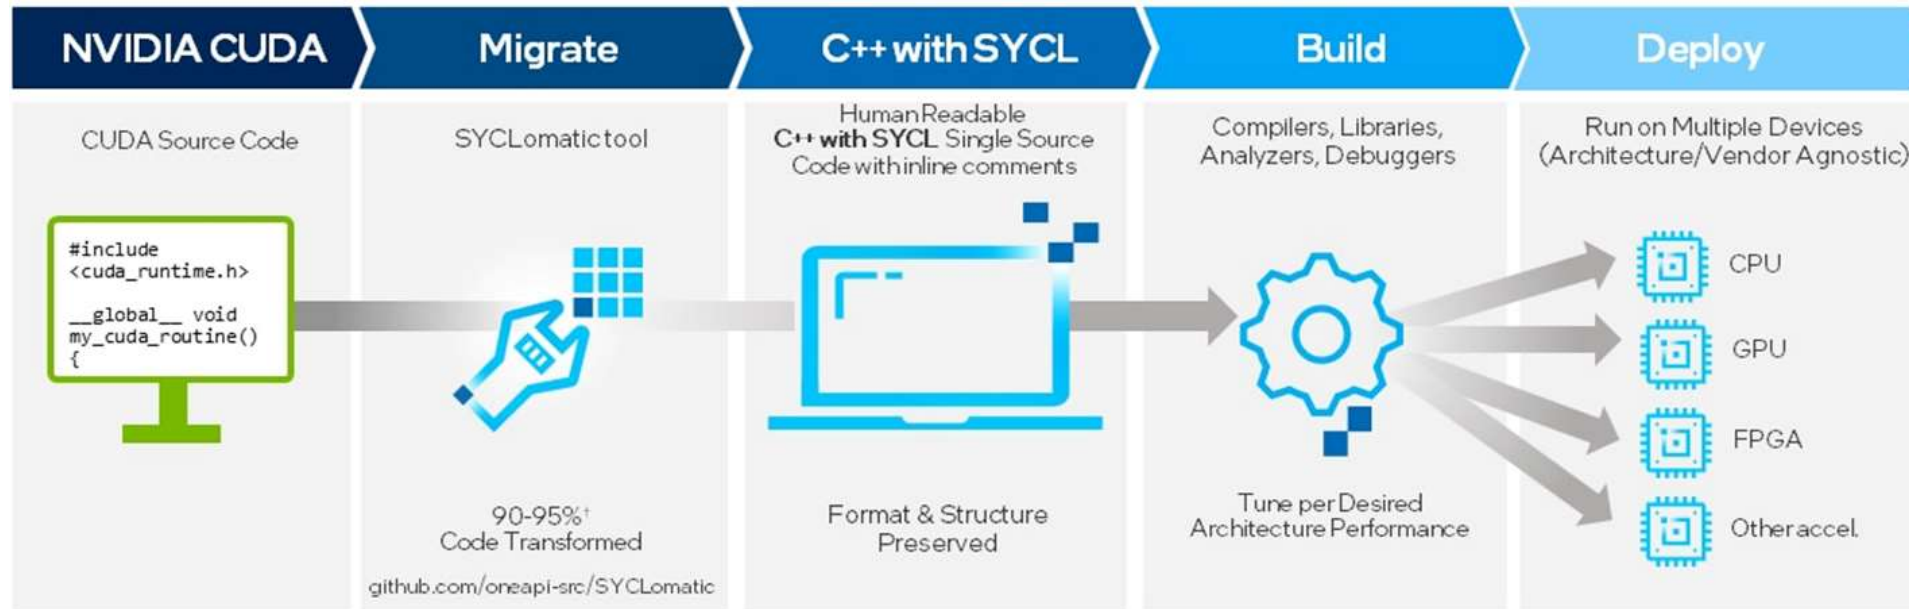 NVIDIA CUDA
Migrate
C++ with SYCL
Build
Deploy
CUDA Source Code
#include
<cuda_runtime.h>
__global__ void
my_cuda_routine()
{
SYCLomatic tool
90-95%†
Code Transformed
github.com/oneapi-src/SYCLomatic
Human Readable
C++ with SYCL Single Source
Code with inline comments
Format & Structure
Preserved
Compilers, Libraries,
Analyzers, Debuggers
Tune per Desired
Architecture Performance
Run on Multiple Devices
(Architecture/Vendor Agnostic)
CPU
GPU
FPGA
Other accel.